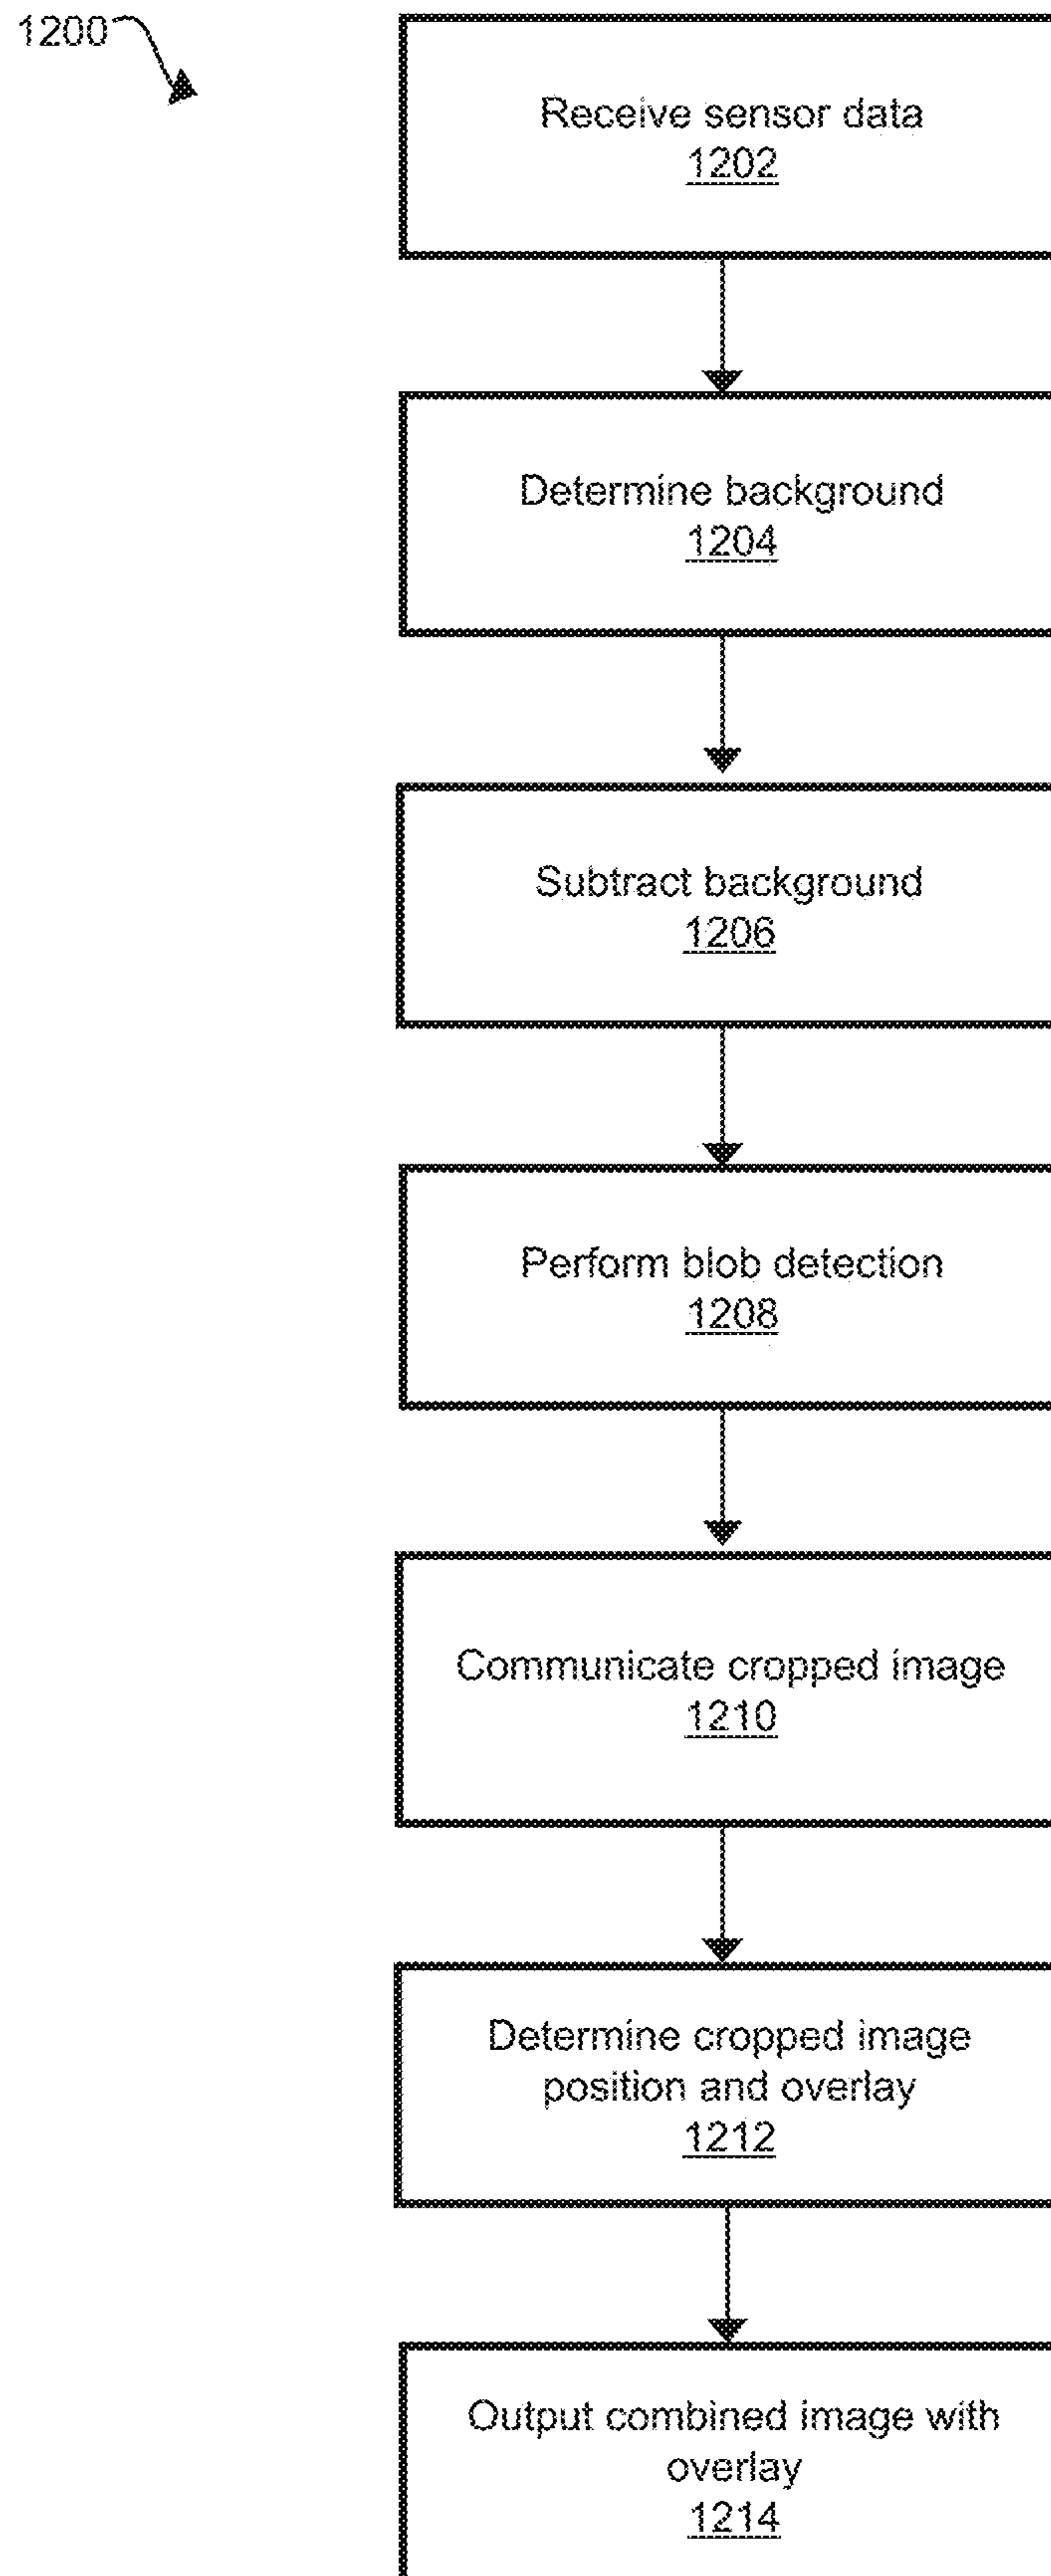 1200
Receive sensor data
1202
Determine background
1204
Subtract background
1206
Perform blob detection
1208
Communicate cropped image
1210
Determine cropped image
position and overlay
1212
Output combined image with
overlay
1214